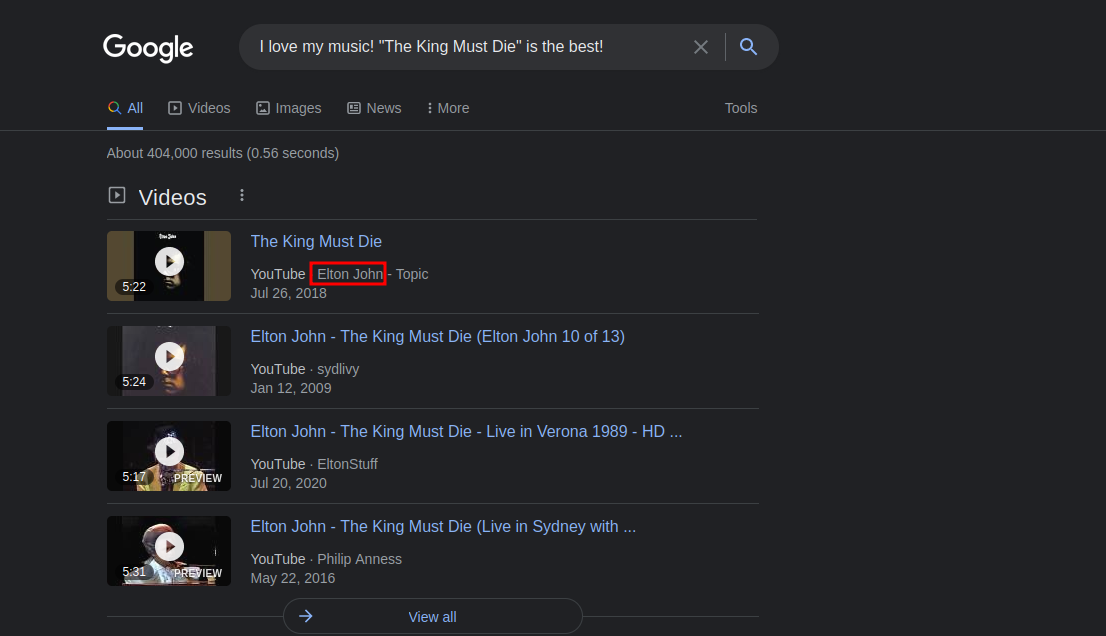 Google
I love my music! "The King Must Die" is the best!
All Videos Images News More Tools
About 404,000 results (0.56 seconds)
Videos
The King Must Die
YouTube Elton John - Topic
Jul 26, 2018
5:22
Elton John - The King Must Die (Elton John 10 of 13)
YouTube · sydlivy
Jan 12, 2009
5:24
Elton John - The King Must Die - Live in Verona 1989 - HD ...
YouTube · EltonStuff
Jul 20, 2020
5:17 PREVIEW
Elton John - The King Must Die (Live in Sydney with ...
YouTube · Philip Anness
May 22, 2016
5:31 PREVIEW
View all